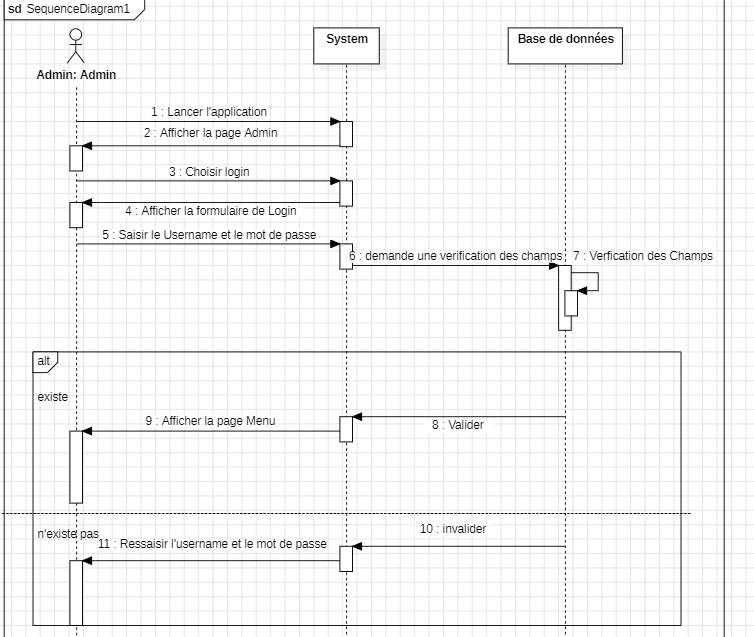 sd SequenceDiagram1
System
Base de données
Admin: Admin
1 : Lancer l'application
2 : Afficher la page Admin
3 : Choisir login
4 : Afficher la formulaire de Login
5 : Saisir le Username et le mot de passe
6 : demande une verification des champs
7 : Verfication des Champs
alt
existe
8 : Valider
9 : Afficher la page Menu
n'existe pas
10 : invalider
11 : Ressaisir l'username et le mot de passe